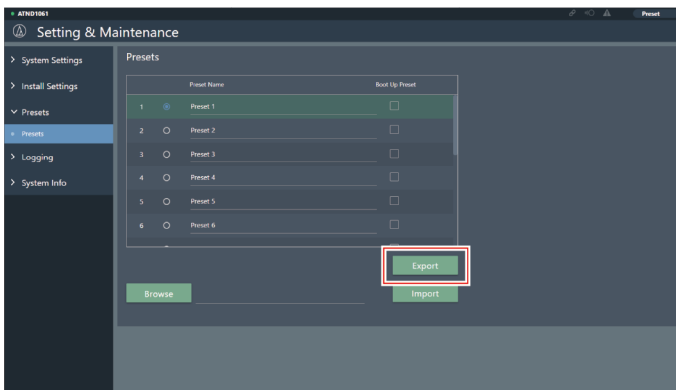 ATND1061
Preset
Setting & Maintenance
System Settings
Install Settings
Presets
Presets
Logging
System Info
Presets
Preset Name Boot Up Preset
1 Preset 1
2 Preset 2
3 Preset 3
4 Preset 4
5 Preset 5
6 Preset 6
Export
Browse Import